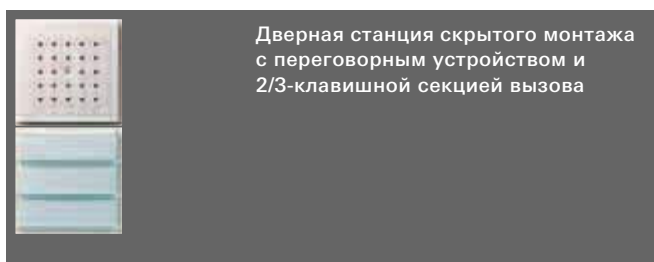 Дверная станция скрытого монтажа
с переговорным устройством и
2/3-клавишной секцией вызова